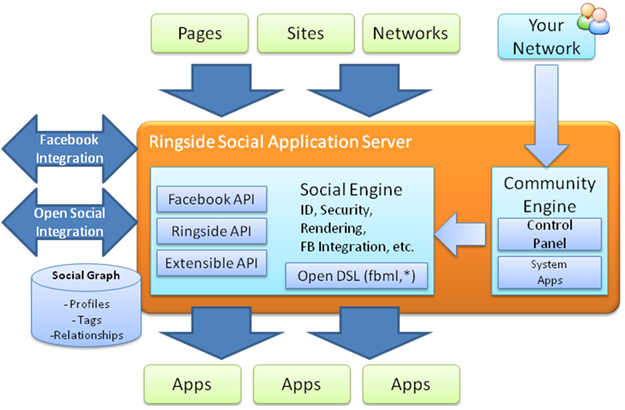 Pages
Sites
Networks
Your
Network
Facebook
Integration
Open Social
Integration
Social Graph
-Profiles
-Tags
-Relationships
Ringside Social Application Server
Facebook API
Ringside API
Extensible API
Social Engine
ID, Security,
Rendering,
FB Integration, etc.
Open DSL (fbml,*)
Community
Engine
Control
Panel
System
Apps
Apps
Apps
Apps